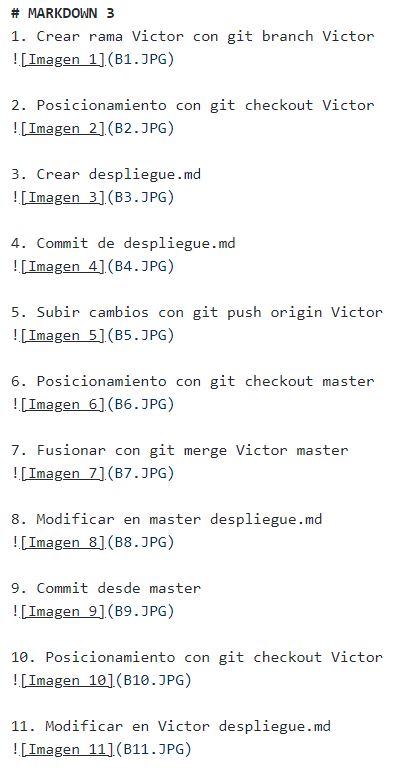 # MARKDOWN 3
1. Crear rama Victor con git branch Victor
![Imagen 1](B1.JPG)
2. Posicionamiento con git checkout Victor
![Imagen 2](B2.JPG)
3. Crear despliegue.md
![Imagen 3](B3.JPG)
4. Commit de despliegue.md
![Imagen 4](B4.JPG)
5. Subir cambios con git push origin Victor
![Imagen 5](B5.JPG)
6. Posicionamiento con git checkout master
![Imagen 6](B6.JPG)
7. Fusionar con git merge Victor master
![Imagen 7](B7.JPG)
8. Modificar en master despliegue.md
![Imagen 8](B8.JPG)
9. Commit desde master
![Imagen 9](B9.JPG)
10. Posicionamiento con git checkout Victor
![Imagen 10](B10.JPG)
11. Modificar en Victor despliegue.md
![Imagen 11](B11.JPG)